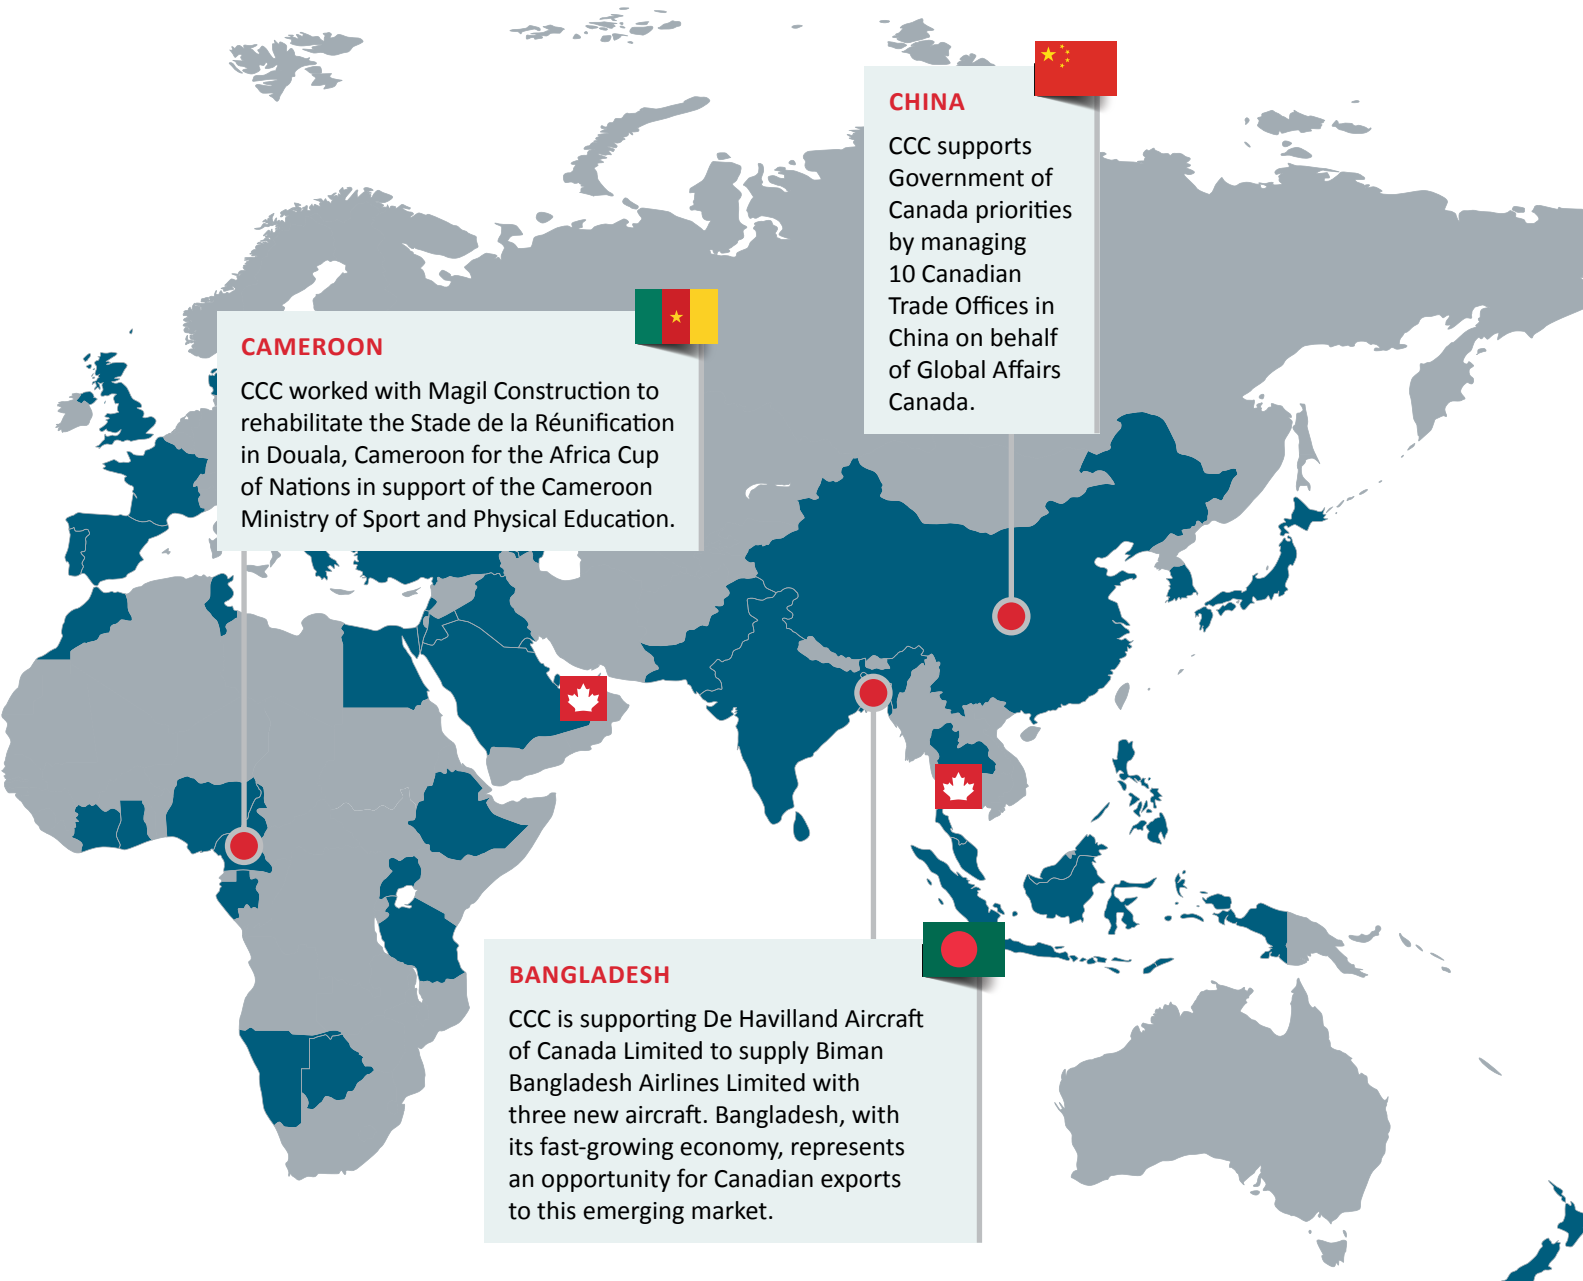 CHINA
CCC supports
Government of
Canada priorities
by managing
10 Canadian
Trade Offices in
China on behalf
of Global Affairs
Canada.
CAMEROON
CCC worked with Magil Construction to
rehabilitate the Stade de la Réunification
in Douala, Cameroon for the Africa Cup
of Nations in support of the Cameroon
Ministry of Sport and Physical Education.
BANGLADESH
CCC is supporting De Havilland Aircraft
of Canada Limited to supply Biman
Bangladesh Airlines Limited with
three new aircraft. Bangladesh, with
its fast-growing economy, represents
an opportunity for Canadian exports
to this emerging market.